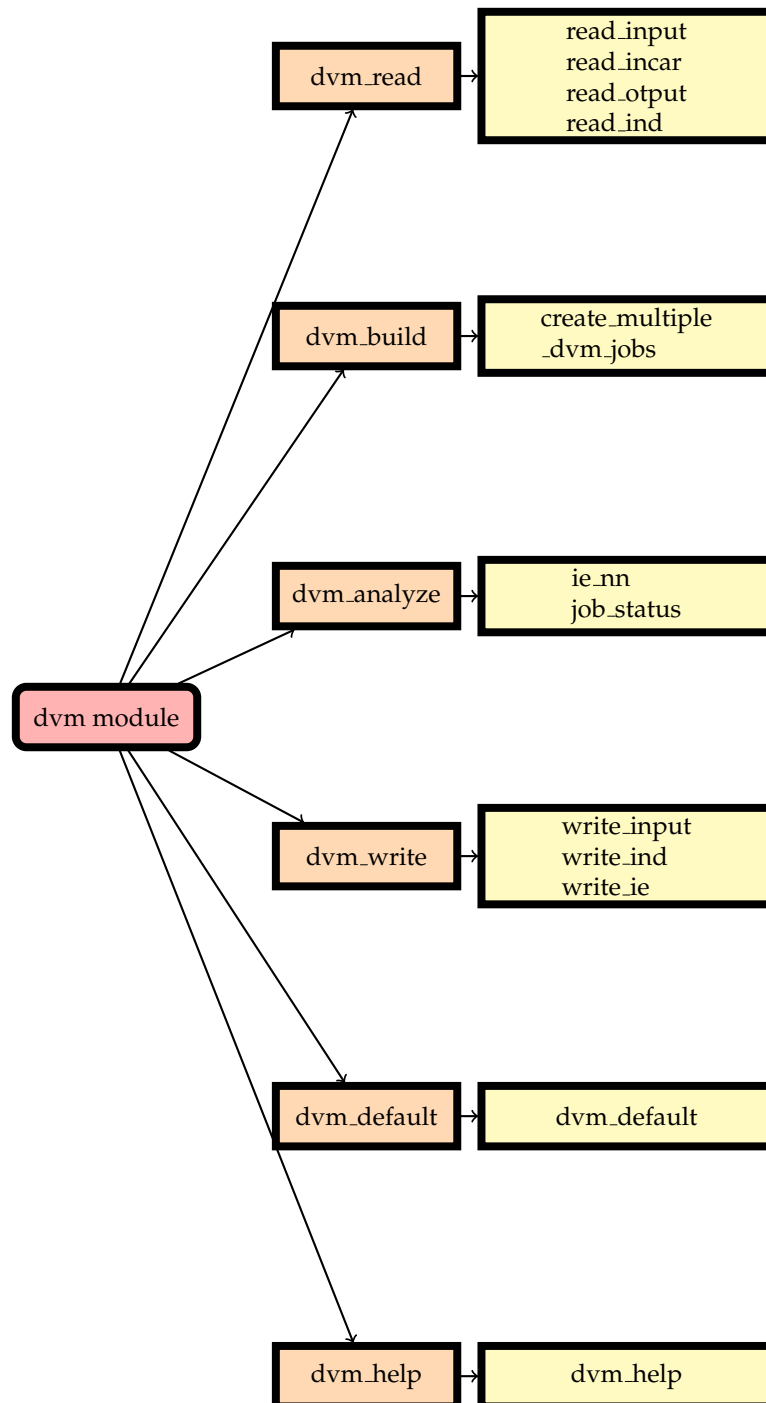 dvm_read
read_input
read_incar
read_otput
read_ind
dvm_build
create_multiple
_dvm_jobs
dvm_analyze
ie_nn
job_status
dvm module
dvm_write
write_input
write_ind
write_ie
dvm_default
dvm_default
dvm_help
dvm_help